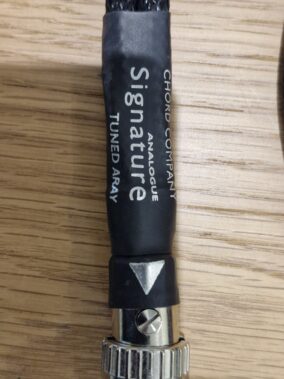 CHORD COMPANY
Signature
ANALOGUE
TUNED ARAY